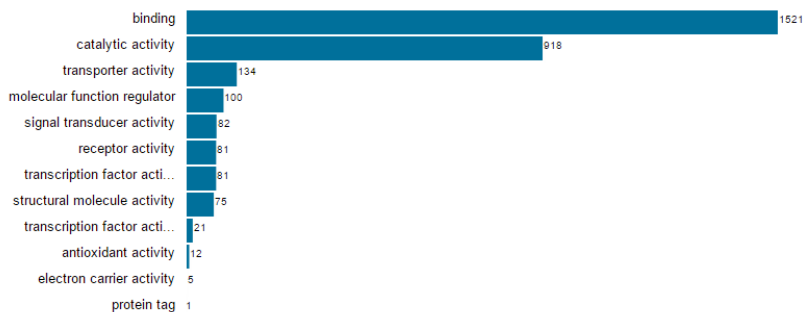 binding 1521
catalytic activity 918
transporter activity 134
molecular function regulator 100
signal transducer activity 82
receptor activity 81
transcription factor acti... 81
structural molecule activity 75
transcription factor acti... 21
antioxidant activity 12
electron carrier activity 5
protein tag 1